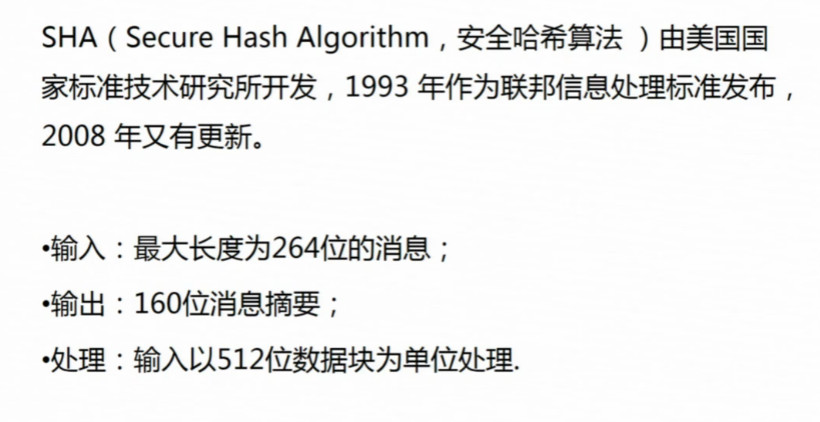 SHA（Secure Hash Algorithm，安全哈希算法 ）由美国国
家标准技术研究所开发，1993 年作为联邦信息处理标准发布，
2008 年又有更新。
•输入：最大长度为264位的消息；
•输出：160位消息摘要；
•处理：输入以512位数据块为单位处理.